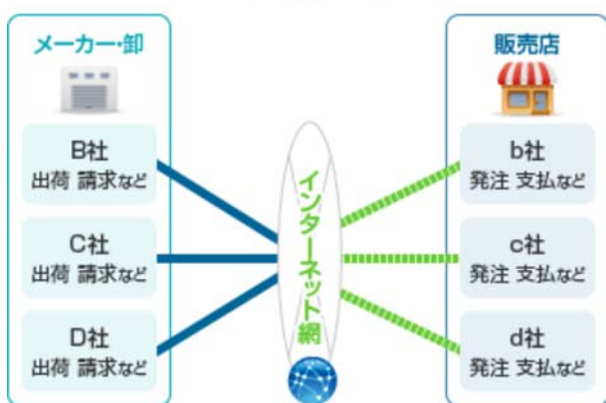 メーカー・卸
B社
出荷 請求など
C社
出荷 請求など
D社
出荷 請求など
インターネット網
販売店
b社
発注 支払など
c社
発注 支払など
d社
発注 支払など